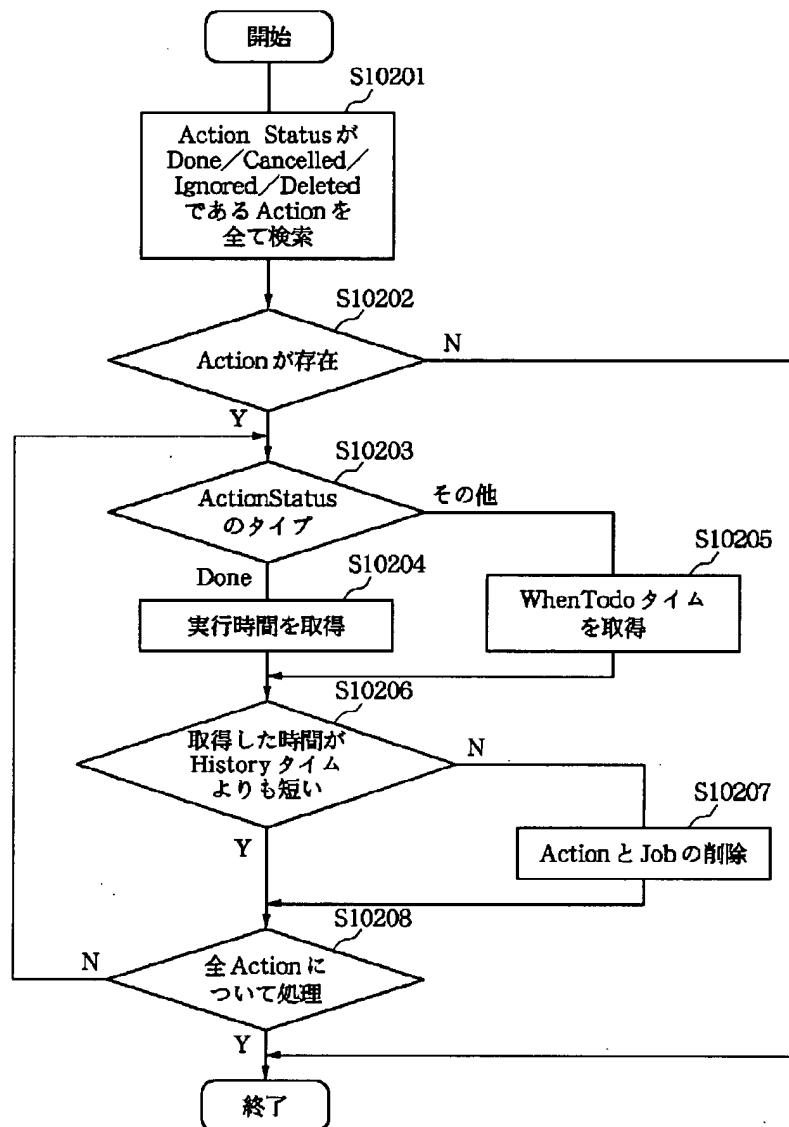 開始
S10201
Action Statusが
Done／Cancelled／
Ignored／Deleted
であるActionを
全て検索
S10202
Actionが存在
N
Y
S10203
ActionStatus
のタイプ
その他
S10205
Done
S10204
WhenTodoタイム
を取得
実行時間を取得
S10206
取得した時間が
Historyタイム
よりも短い
N
S10207
Y
ActionとJobの削除
S10208
全Actionに
ついて処理
N
Y
終了